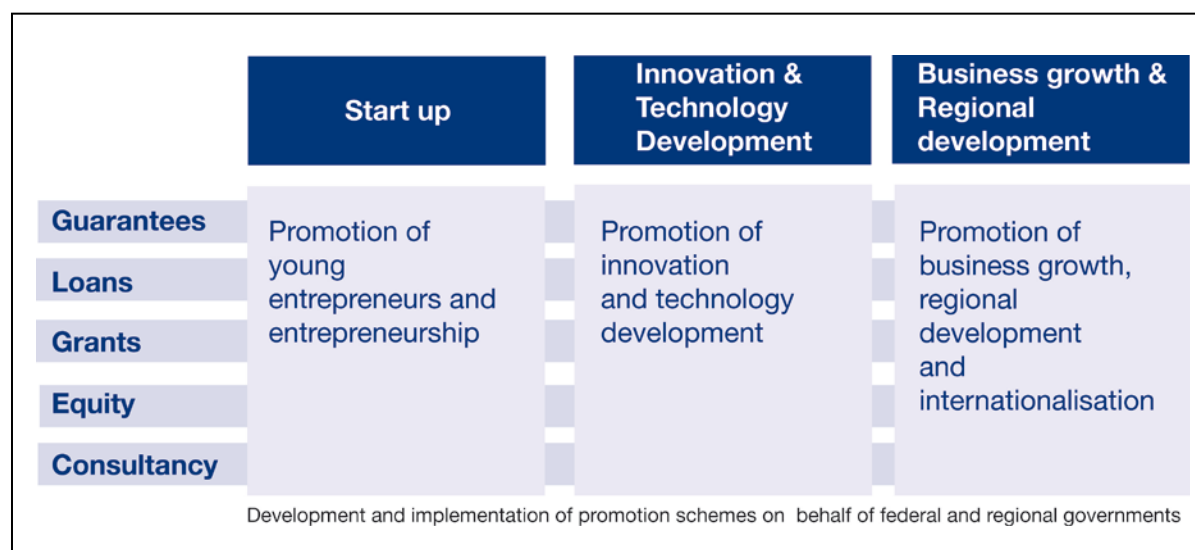 Start up
Innovation &
Technology
Development
Business growth &
Regional
development
Guarantees
Loans
Grants
Equity
Consultancy
Promotion of
young
entrepreneurs and
entrepreneurship
Promotion of
innovation
and technology
development
Promotion of
business growth,
regional
development
and
internationalisation
Development and implementation of promotion schemes on behalf of federal and regional governments